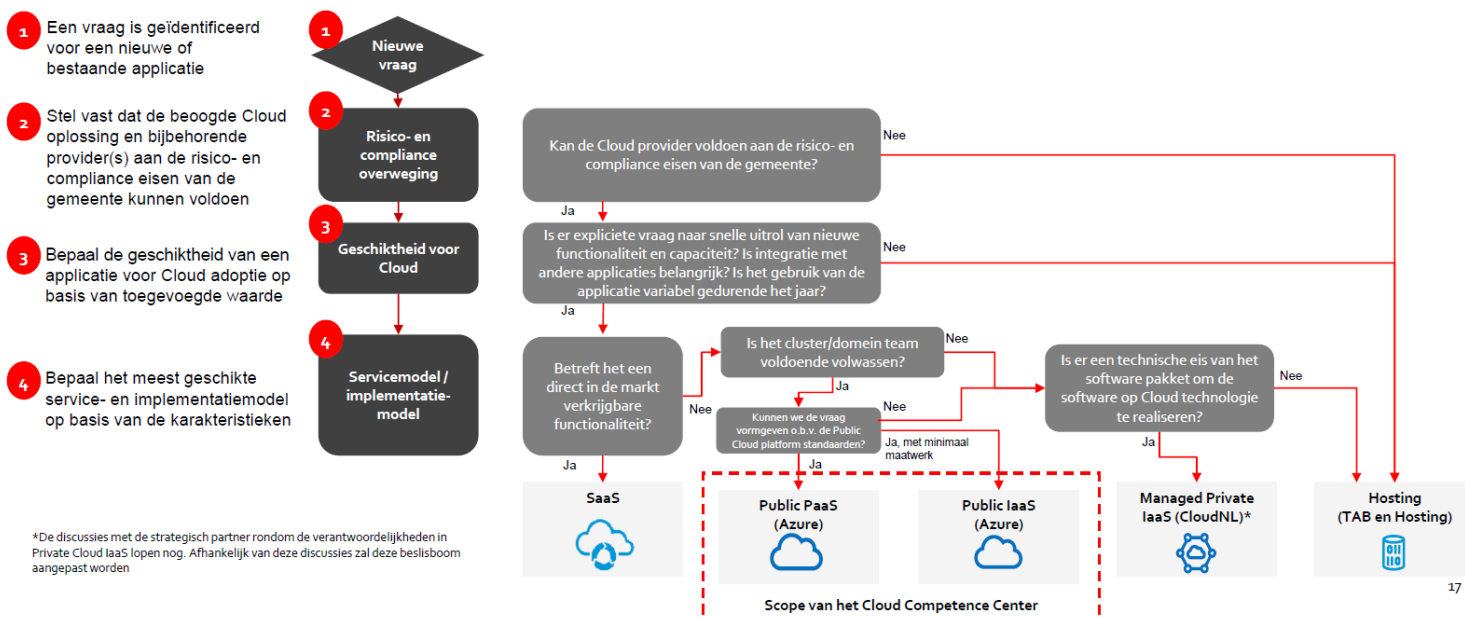 1
Een vraag is geïdentificeerd
voor een nieuwe of
bestaande applicatie
2
Stel vast dat de beoogde Cloud
oplossing en bijbehorende
provider(s) aan de risico- en
compliance eisen van de
gemeente kunnen voldoen
3
Bepaal de geschiktheid van een
applicatie voor Cloud adoptie op
basis van toegevoegde waarde
4
Bepaal het meest geschikte
service- en implementatiemodel
op basis van de karakteristieken
1
Nieuwe
vraag
2
Risico- en
compliance
overweging
3
Geschiktheid voor
Cloud
4
Servicemodel /
implementatie-
model
Kan de Cloud provider voldoen aan de risico- en
compliance eisen van de gemeente?
Nee
Ja
Is er expliciete vraag naar snelle uitrol van nieuwe
functionaliteit en capaciteit? Is integratie met
andere applicaties belangrijk? Is het gebruik van de
applicatie variabel gedurende het jaar?
Nee
Ja
Betreft het een
direct in de markt
verkrijgbare
functionaliteit?
Nee
Ja
Is het cluster/domein team
voldoende volwassen?
Nee
Ja
Kunnen we de vraag
vormgeven o.b.v. de Public
Cloud platform standaarden?
Nee
Ja, met minimaal
maatwerk
Ja
Is er een technische eis van het
software pakket om de
software op Cloud technologie
te realiseren?
Nee
Ja
SaaS
Public PaaS
(Azure)
Public IaaS
(Azure)
Managed Private
IaaS (CloudNL)*
Hosting
(TAB en Hosting)
Scope van het Cloud Competence Center
*De discussies met de strategisch partner rondom de verantwoordelijkheden in
Private Cloud IaaS lopen nog. Afhankelijk van deze discussies zal deze beslisboom
aangepast worden
17